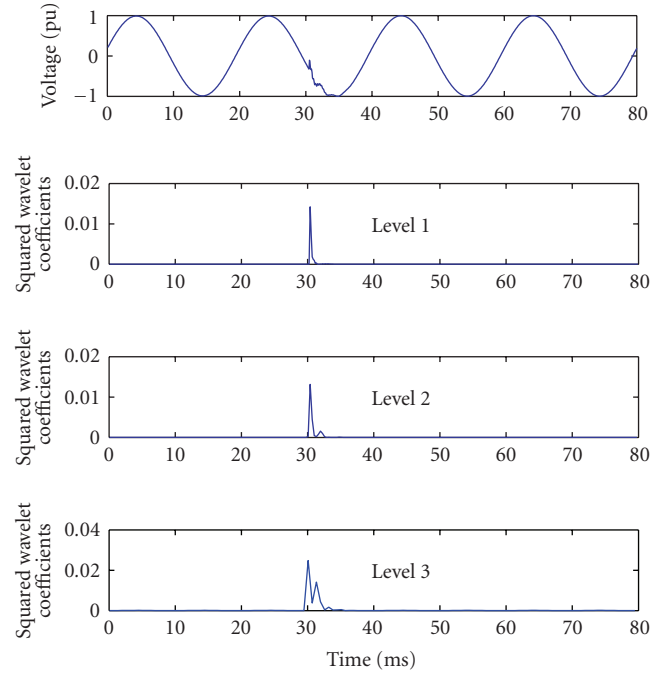 Voltage (pu)
1
0
−1
0 10 20 30 40 50 60 70 80
Squared wavelet
coefficients
0.02
0.01
0
Level 1
0 10 20 30 40 50 60 70 80
Squared wavelet
coefficients
0.02
0.01
0
Level 2
0 10 20 30 40 50 60 70 80
Squared wavelet
coefficients
0.04
0.02
0
Level 3
0 10 20 30 40 50 60 70 80
Time (ms)